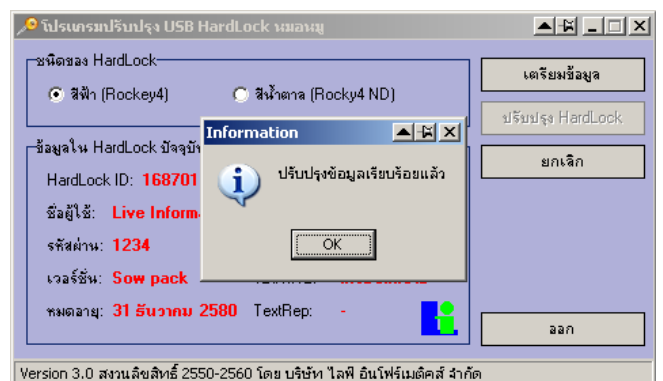 โปรแกรมปรับปรุง USB HardLock หมอหมู
ชนิดของ HardLock
สีฟ้า (Rockey4)
สีน้ำตาล (Rocky4 ND)
เตรียมข้อมูล
ปรับปรุง HardLock
ยกเลิก
Information
ปรับปรุงข้อมูลเรียบร้อยแล้ว
OK
ข้อมูลใน HardLock ปัจจุบัน
HardLock ID: 168701
ชื่อผู้ใช้: Live Inform
รหัสผ่าน: 1234
เวอร์ชั่น: Sow pack
หมดอายุ: 31 ธันวาคม 2580 TextRep: -
ออก
Version 3.0 สงวนลิขสิทธิ์ 2550-2560 โดย บริษัท ไลฟ์ อินโฟร์เมติคส์ จำกัด